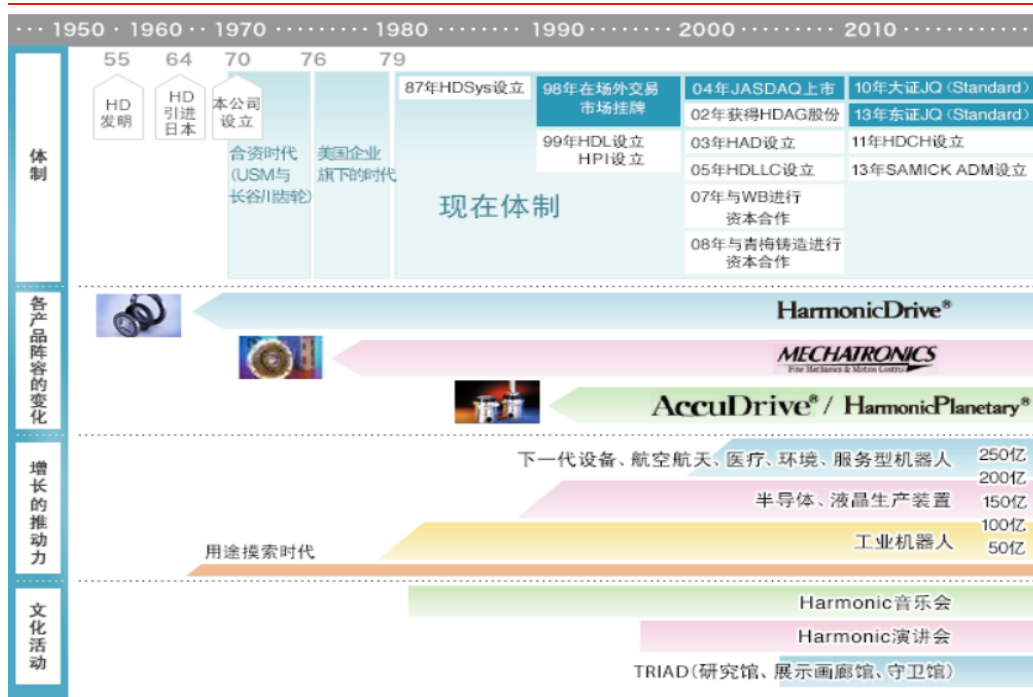 ··· 1950 · 1960 ·· 1970 ········· 1980 ········ 1990 ········ 2000 ········· 2010 ············
55 64 70 76 79
体制
HD
发明
HD
引进
日本
本公司
设立
合资时代
(USM与
长谷川齿轮)
美国企业
旗下的时代
现在体制
87年HDSys设立
98年在场外交易
市场挂牌
99年HDL设立
HPI设立
04年JASDAQ上市
02年获得HDAG股份
03年HAD设立
05年HDLLC设立
07年与WB进行
资本合作
08年与青梅铸造进行
资本合作
10年大证JQ(Standard)
13年东证JQ(Standard)
11年HDCH设立
13年SAMICK ADM设立
各产品阵容的变化
HarmonicDrive®
MECHATRONICS
Fine Mechanics & Motion Control
AccuDrive® / HarmonicPlanetary®
增长的推动力
下一代设备、航空航天、医疗、环境、服务型机器人
半导体、液晶生产装置
工业机器人
用途摸索时代
250亿
200亿
150亿
100亿
50亿
文化活动
Harmonic音乐会
Harmonic演讲会
TRIAD(研究馆、展示画廊馆、守卫馆)